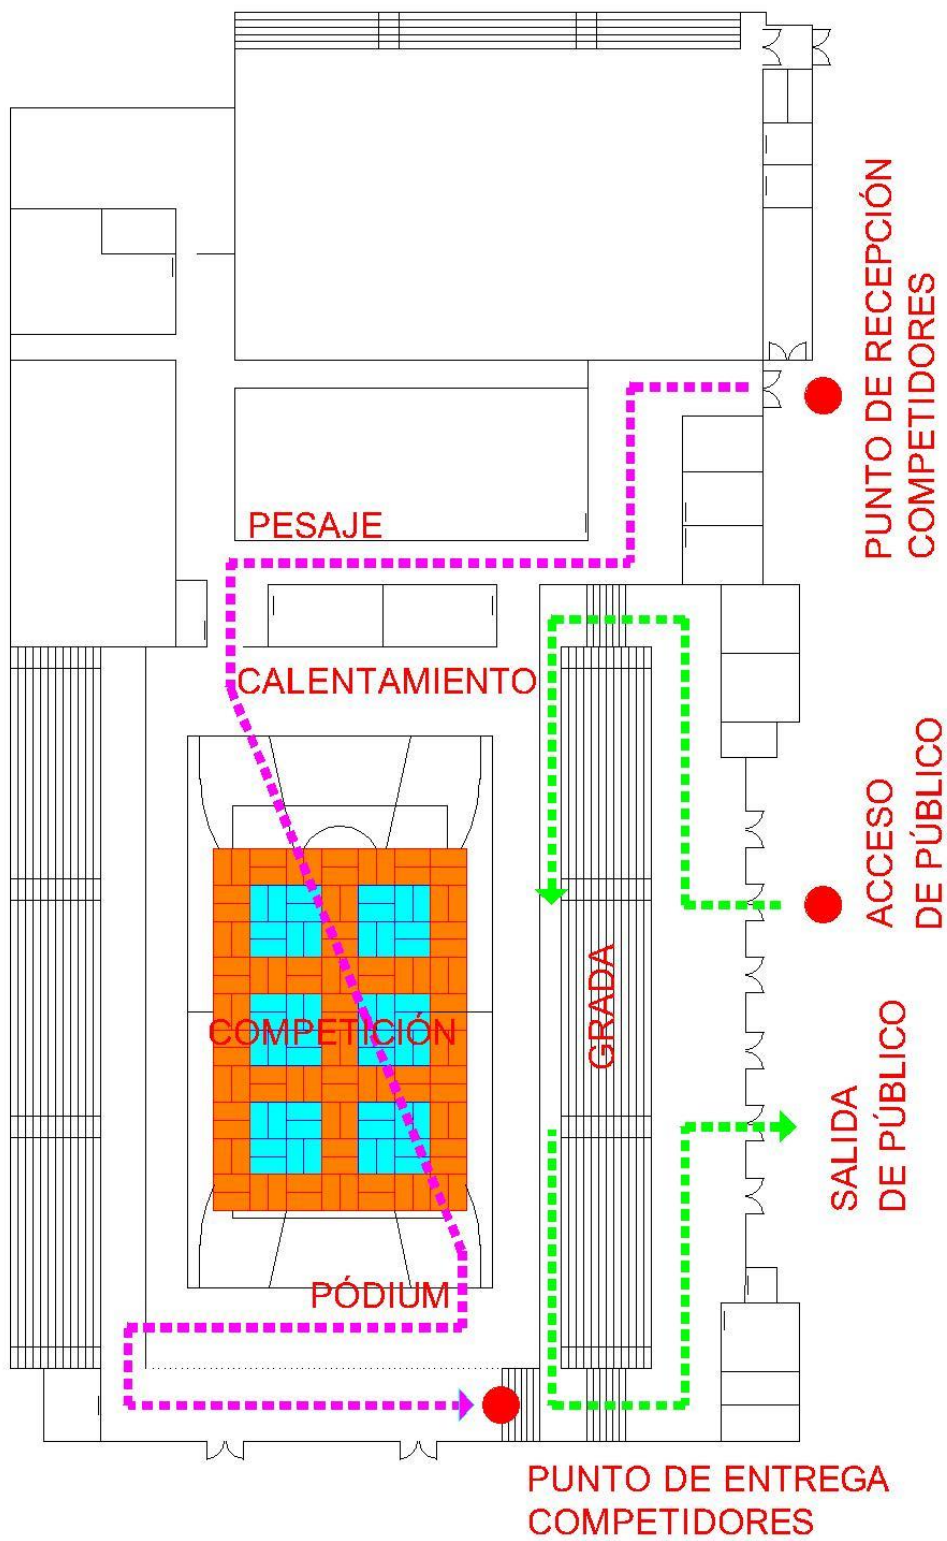 PUNTO DE RECEPCIÓN
COMPETIDORES
PESAJE
CALENTAMIENTO
ACCESO
DE PÚBLICO
GRADA
COMPETICIÓN
SALIDA
DE PÚBLICO
PÓDIUM
PUNTO DE ENTREGA
COMPETIDORES